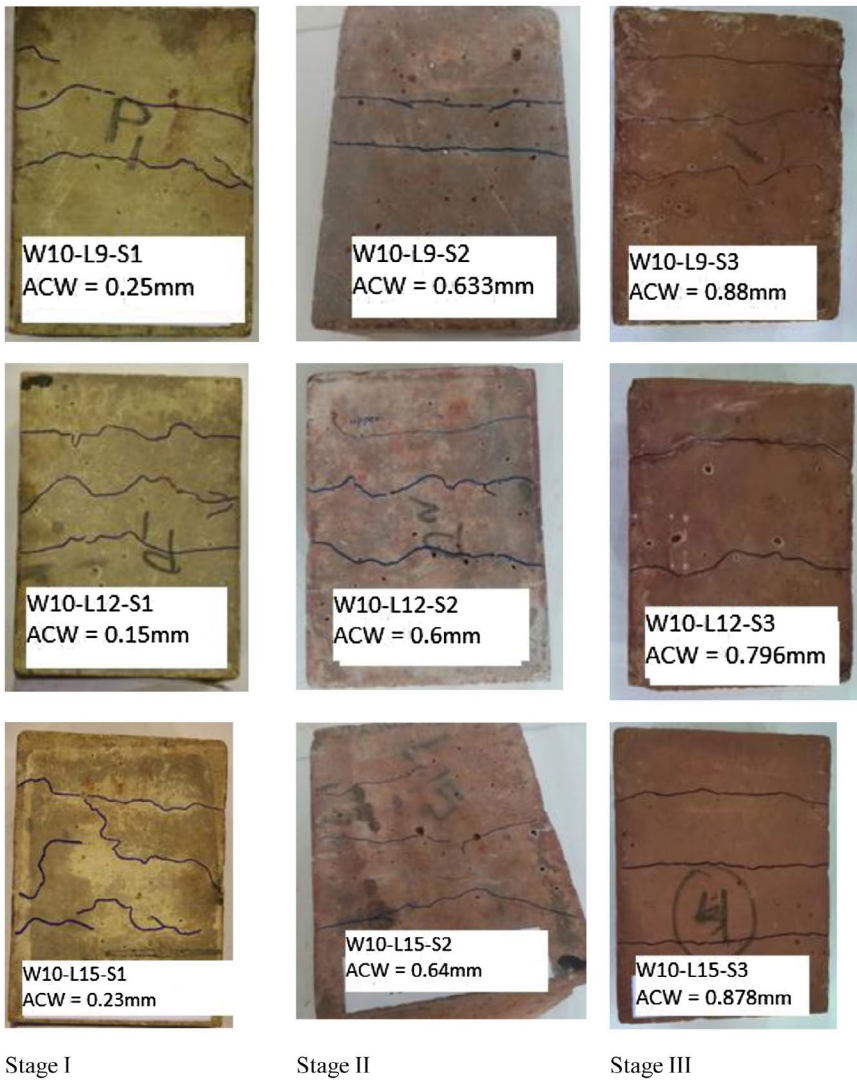 P1
W10-L9-S1
ACW = 0.25mm
W10-L9-S2
ACW = 0.633mm
W10-L9-S3
ACW = 0.88mm
W10-L12-S1
ACW = 0.15mm
upper
W10-L12-S2
ACW = 0.6mm
W10-L12-S3
ACW = 0.796mm
W10-L15-S1
ACW = 0.23mm
W10-L15-S2
ACW = 0.64mm
W10-L15-S3
ACW = 0.878mm
Stage I
Stage II
Stage III